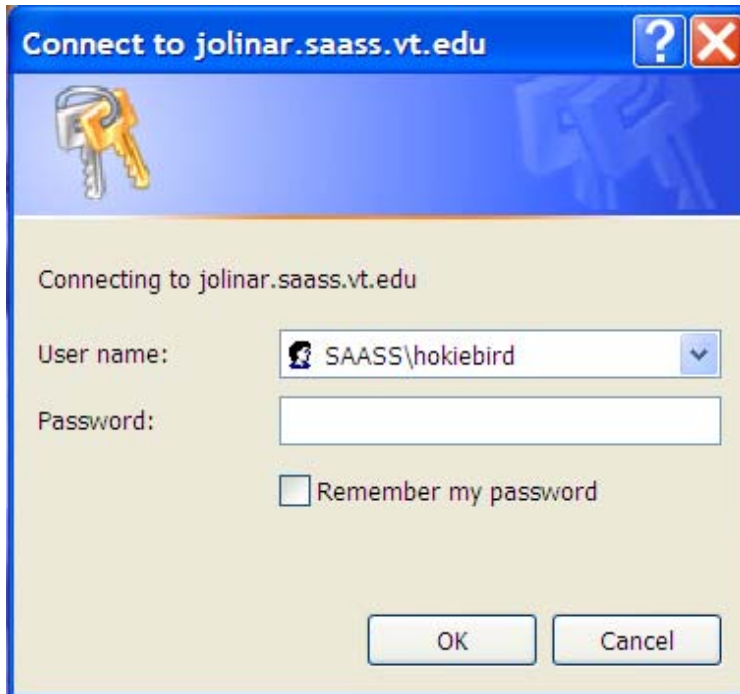 Connect to jolinar.saass.vt.edu
Connecting to jolinar.saass.vt.edu
User name: SAASS\hokiebird
Password:
Remember my password
OK Cancel